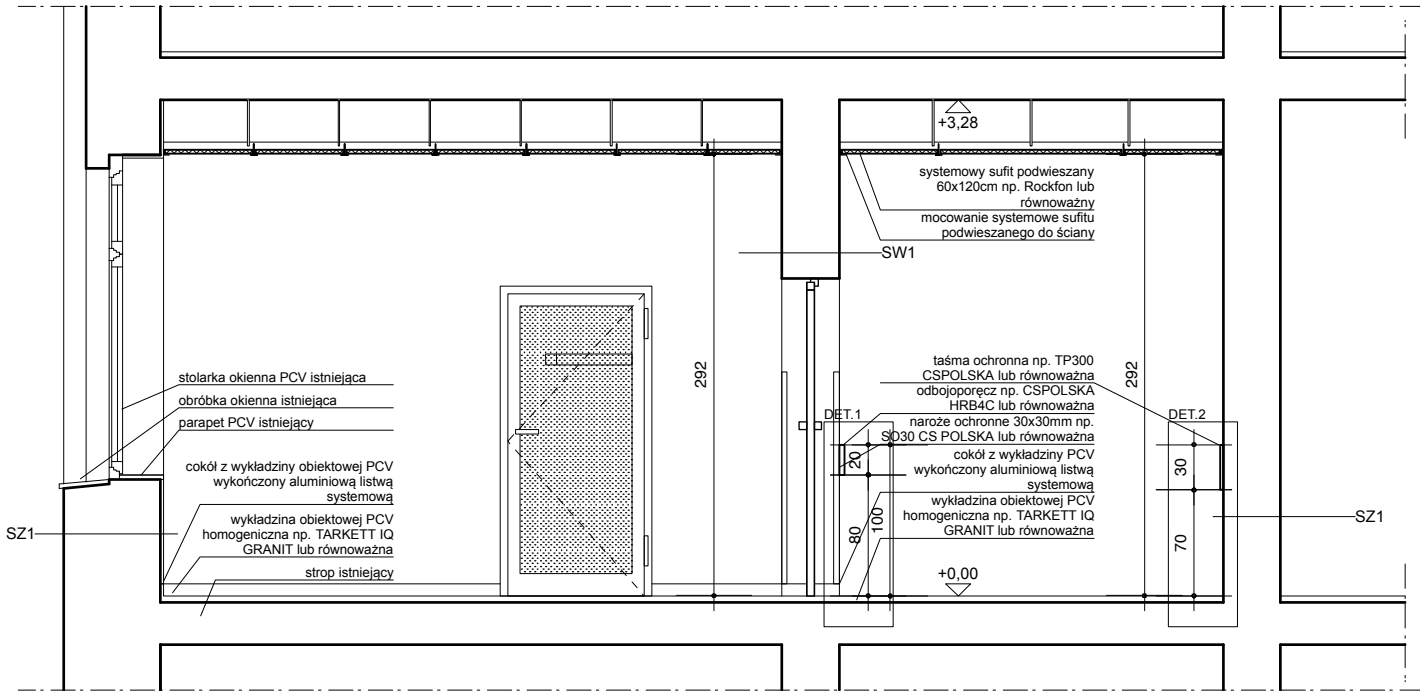 +3,28
systemowy sufit podwieszany
60x120cm np. Rockfon lub
równoważny
mocowanie systemowe sufitu
podwieszanego do ściany
SW1
292
292
stolarka okienna PCV istniejąca
obróbka okienna istniejąca
parapet PCV istniejący
cokół z wykładziny obiektowej PCV
wykończony aluminiową listwą
systemową
wykładzina obiektowej PCV
homogeniczna np. TARKETT IQ
GRANIT lub równoważna
strop istniejący
SZ1
taśma ochronna np. TP300
CSPOLSKA lub równoważna
odbojoporęcz np. CSPOLSKA
HRB4C lub równoważna
naroże ochronne 30x30mm np.
SO30 CS POLSKA lub równoważna
cokół z wykładziny PCV
wykończony aluminiową listwą
systemową
wykładzina obiektowej PCV
homogeniczna np. TARKETT IQ
GRANIT lub równoważna
DET.1
20
80
100
+0,00
DET.2
30
70
SZ1